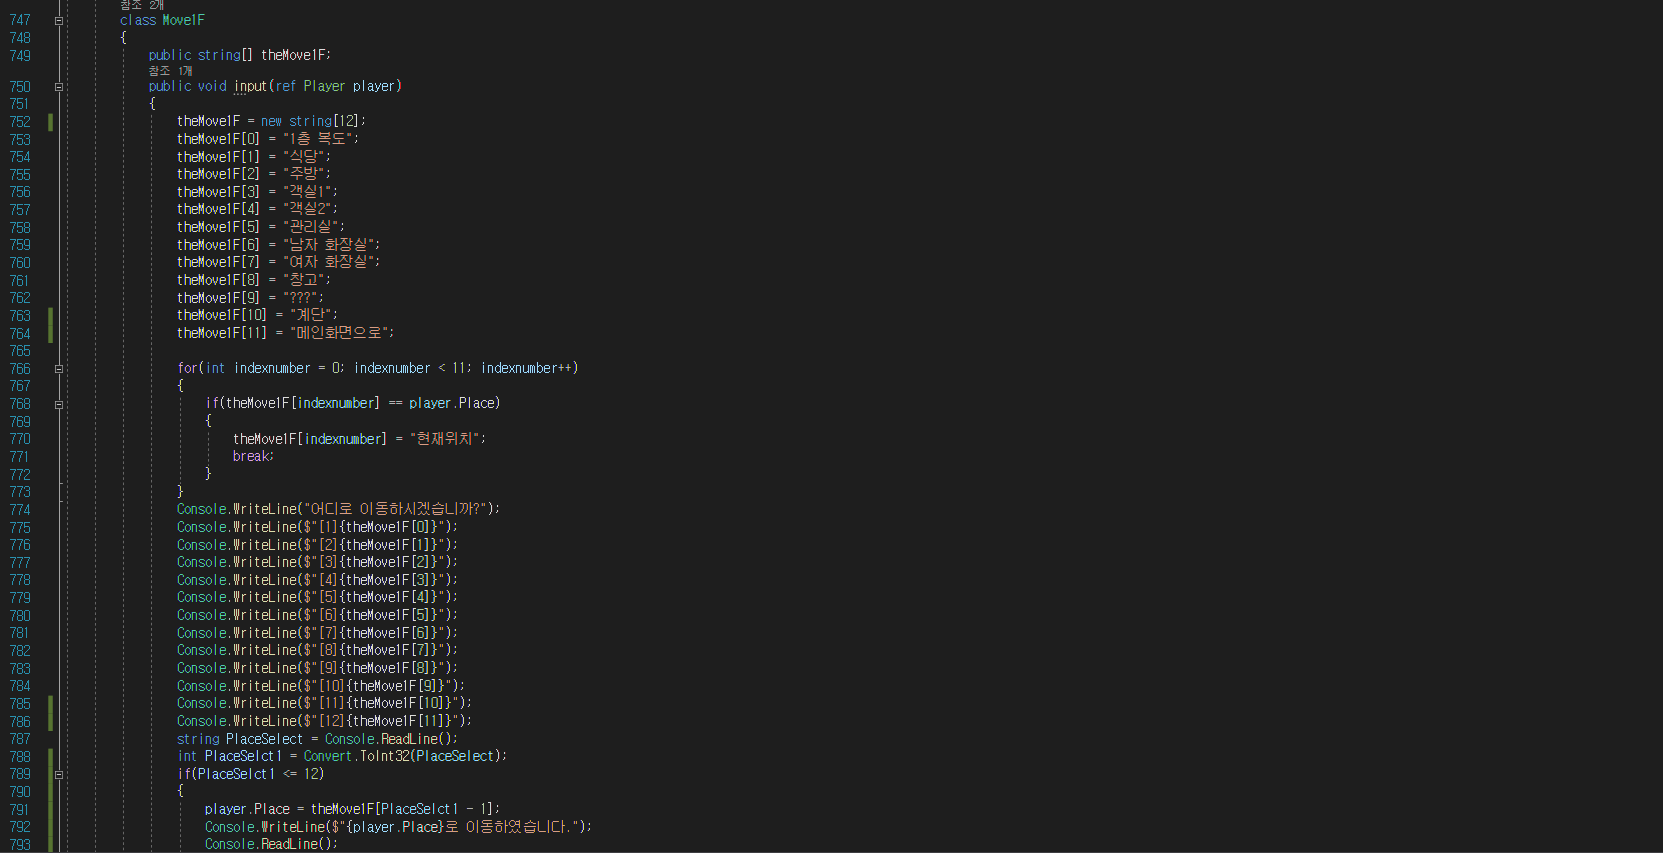 참조 2개
747 class Move1F
748 {
749 public string[] theMove1F;
참조 1개
750 public void input(ref Player player)
751 {
752 theMove1F = new string[12];
753 theMove1F[0] = "1층 복도";
754 theMove1F[1] = "식당";
755 theMove1F[2] = "주방";
756 theMove1F[3] = "객실1";
757 theMove1F[4] = "객실2";
758 theMove1F[5] = "관리실";
759 theMove1F[6] = "남자 화장실";
760 theMove1F[7] = "여자 화장실";
761 theMove1F[8] = "창고";
762 theMove1F[9] = "???";
763 theMove1F[10] = "계단";
764 theMove1F[11] = "메인화면으로";
765
766 for(int indexnumber = 0; indexnumber < 11; indexnumber++)
767 {
768 if(theMove1F[indexnumber] == player.Place)
769 {
770 theMove1F[indexnumber] = "현재위치";
771 break;
772 }
773 }
774 Console.WriteLine("어디로 이동하시겠습니까?");
775 Console.WriteLine($"[1]{theMove1F[0]}");
776 Console.WriteLine($"[2]{theMove1F[1]}");
777 Console.WriteLine($"[3]{theMove1F[2]}");
778 Console.WriteLine($"[4]{theMove1F[3]}");
779 Console.WriteLine($"[5]{theMove1F[4]}");
780 Console.WriteLine($"[6]{theMove1F[5]}");
781 Console.WriteLine($"[7]{theMove1F[6]}");
782 Console.WriteLine($"[8]{theMove1F[7]}");
783 Console.WriteLine($"[9]{theMove1F[8]}");
784 Console.WriteLine($"[10]{theMove1F[9]}");
785 Console.WriteLine($"[11]{theMove1F[10]}");
786 Console.WriteLine($"[12]{theMove1F[11]}");
787 string PlaceSelect = Console.ReadLine();
788 int PlaceSelct1 = Convert.ToInt32(PlaceSelect);
789 if(PlaceSelct1 <= 12)
790 {
791 player.Place = theMove1F[PlaceSelct1 - 1];
792 Console.WriteLine($"{player.Place}로 이동하였습니다.");
793 Console.ReadLine();